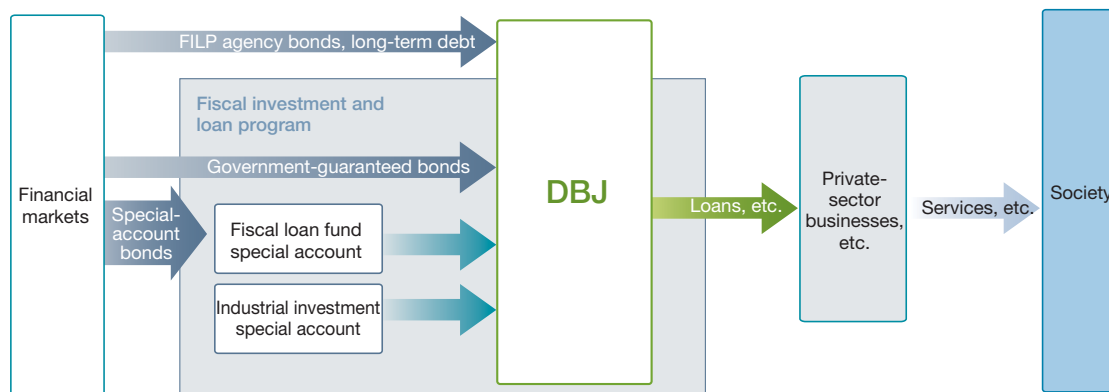 FILP agency bonds, long-term debt
Fiscal investment and
loan program
Government-guaranteed bonds
Financial
markets
Special-
account
bonds
Fiscal loan fund
special account
Industrial investment
special account
DBJ
Loans, etc.
Private-
sector
businesses,
etc.
Services, etc.
Society